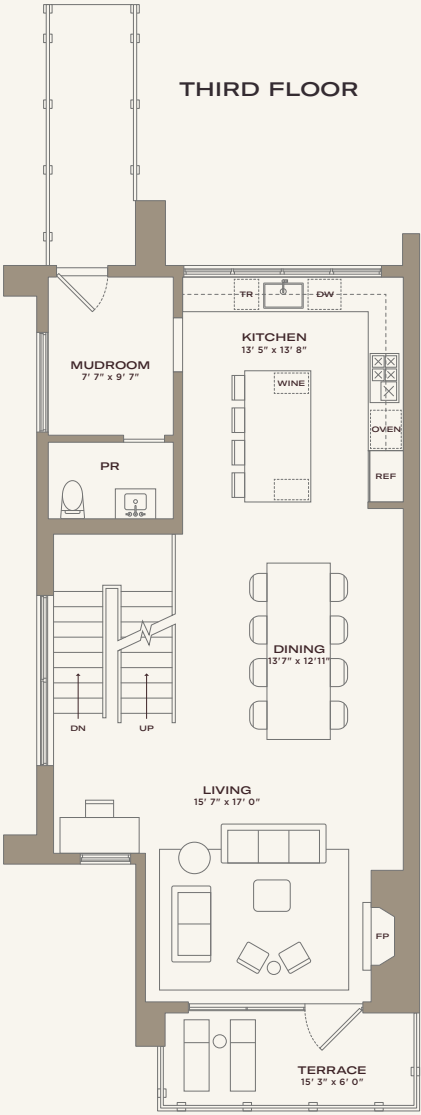 THIRD FLOOR
TR
DW
KITCHEN
13' 5" x 13' 8"
MUDROOM
7' 7" x 9' 7"
WINE
OVEN
PR
REF
DINING
13'7" x 12'11"
DN
UP
LIVING
15' 7" x 17' 0"
FP
TERRACE
15' 3" x 6' 0"